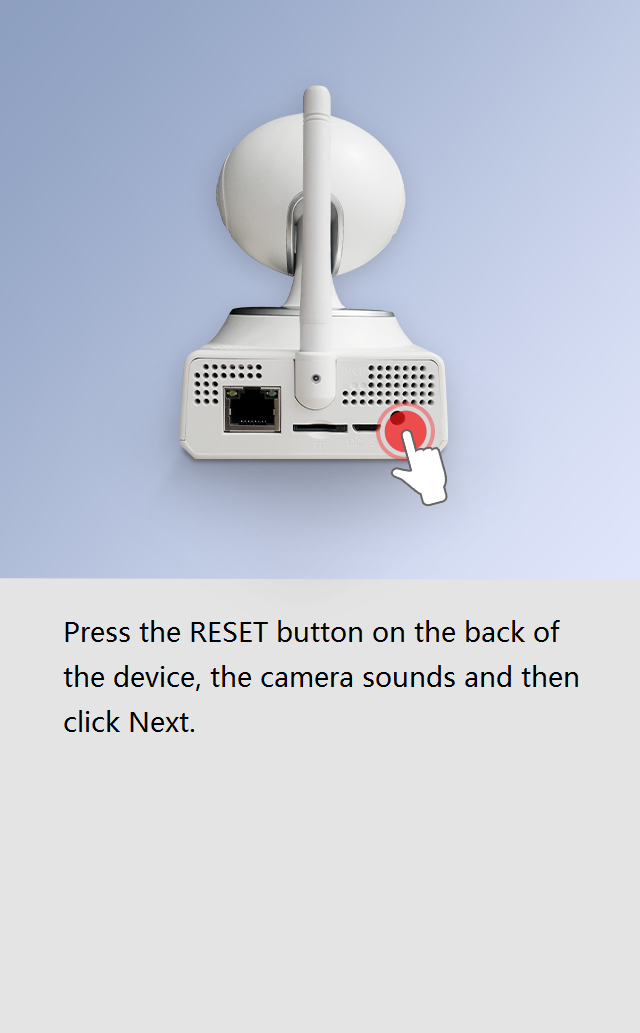 Press the RESET button on the back of
the device, the camera sounds and then
click Next.